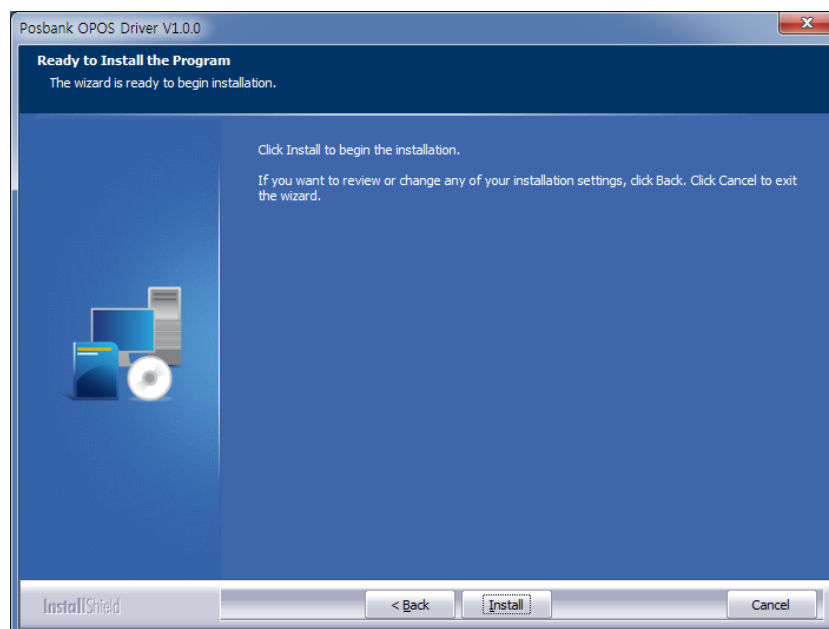 Posbank OPOS Driver V1.0.0
Ready to Install the Program
The wizard is ready to begin installation.
Click Install to begin the installation.
If you want to review or change any of your installation settings, click Back. Click Cancel to exit
the wizard.
InstallShield
< Back
Install
Cancel